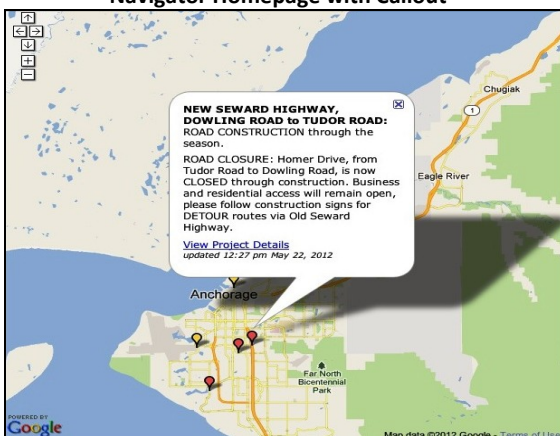 Navigator Homepage with Callout
Chugiak
1
NEW SEWARD HIGHWAY,
DOWLING ROAD to TUDOR ROAD:
ROAD CONSTRUCTION through the
season.
ROAD CLOSURE: Homer Drive, from
Tudor Road to Dowling Road, is now
CLOSED through construction. Business
and residential access will remain open,
please follow construction signs for
DETOUR routes via Old Seward
Highway.
View Project Details
updated 12:27 pm May 22, 2012
Eagle River
Anchorage
Far North
Bicentennial
Park
POWERED BY
Google
Map data ©2012 Google - Terms of Use